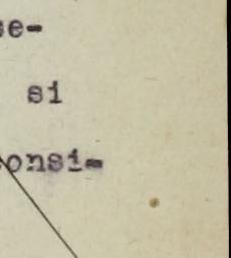 se-
si
onsi-